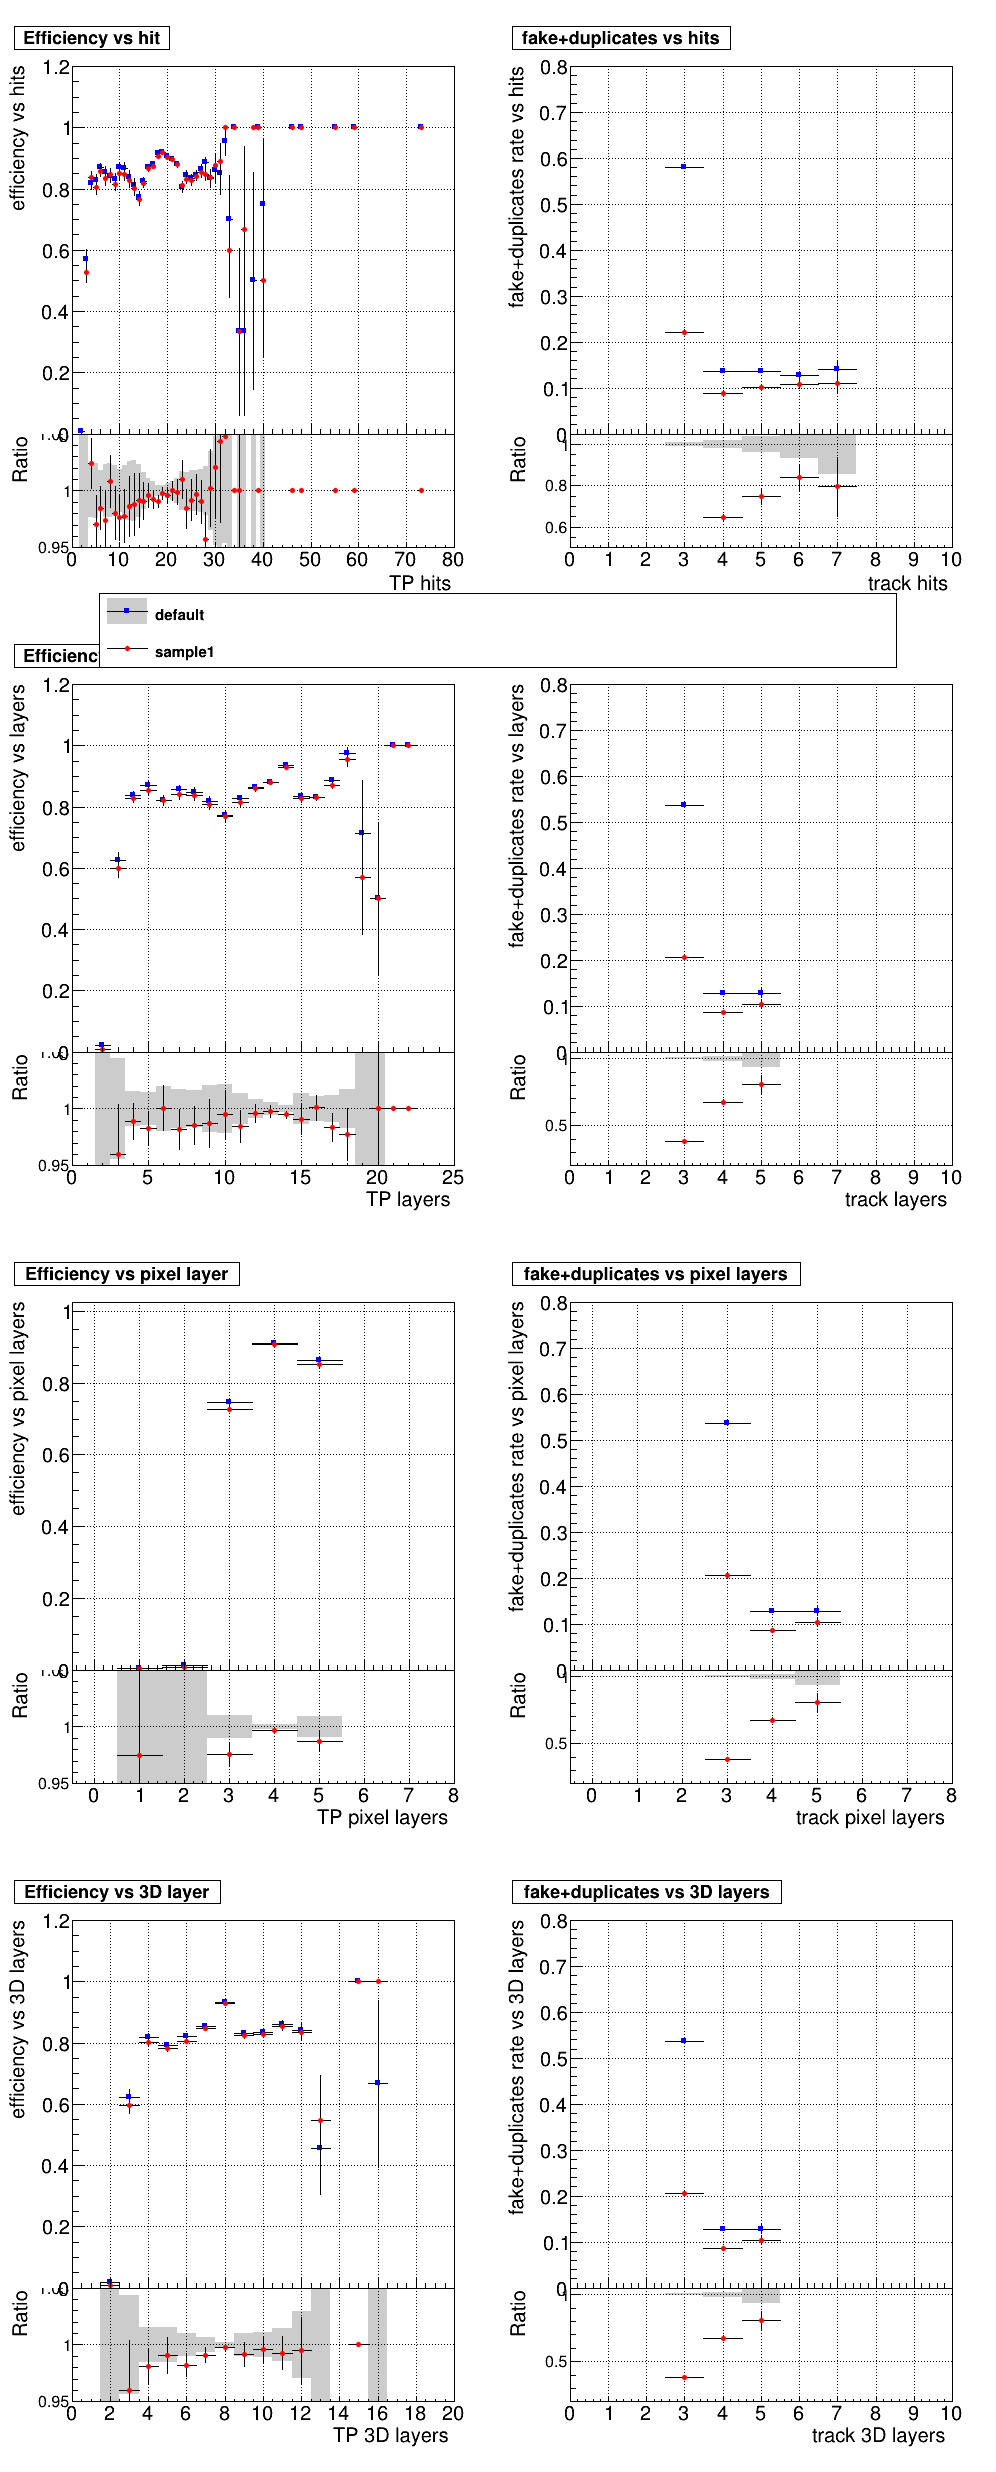 Efficiency vs hit
fake+duplicates vs hits
efficiency vs hits
1.2
1
0.8
0.6
0.4
0.2
0
Ratio
1
0.95
0 10 20 30 40 50 60 70 80
TP hits
fake+duplicates rate vs hits
0.8
0.7
0.6
0.5
0.4
0.3
0.2
0.1
0
Ratio
1
0.8
0.6
0 1 2 3 4 5 6 7 8 9 10
track hits
default
sample1
Efficienc
efficiency vs layers
1.2
1
0.8
0.6
0.4
0.2
0
Ratio
1
0.95
0 5 10 15 20 25
TP layers
fake+duplicates rate vs layers
0.8
0.7
0.6
0.5
0.4
0.3
0.2
0.1
0
Ratio
1
0.5
0 1 2 3 4 5 6 7 8 9 10
track layers
Efficiency vs pixel layer
fake+duplicates vs pixel layers
efficiency vs pixel layers
1
0.8
0.6
0.4
0.2
0
Ratio
1
0.95
0 1 2 3 4 5 6 7 8
TP pixel layers
fake+duplicates rate vs pixel layers
0.8
0.7
0.6
0.5
0.4
0.3
0.2
0.1
0
Ratio
1
0.5
0 1 2 3 4 5 6 7 8
track pixel layers
Efficiency vs 3D layer
fake+duplicates vs 3D layers
efficiency vs 3D layers
1.2
1
0.8
0.6
0.4
0.2
0
Ratio
1
0.95
0 2 4 6 8 10 12 14 16 18 20
TP 3D layers
fake+duplicates rate vs 3D layers
0.8
0.7
0.6
0.5
0.4
0.3
0.2
0.1
0
Ratio
1
0.5
0 1 2 3 4 5 6 7 8 9 10
track 3D layers